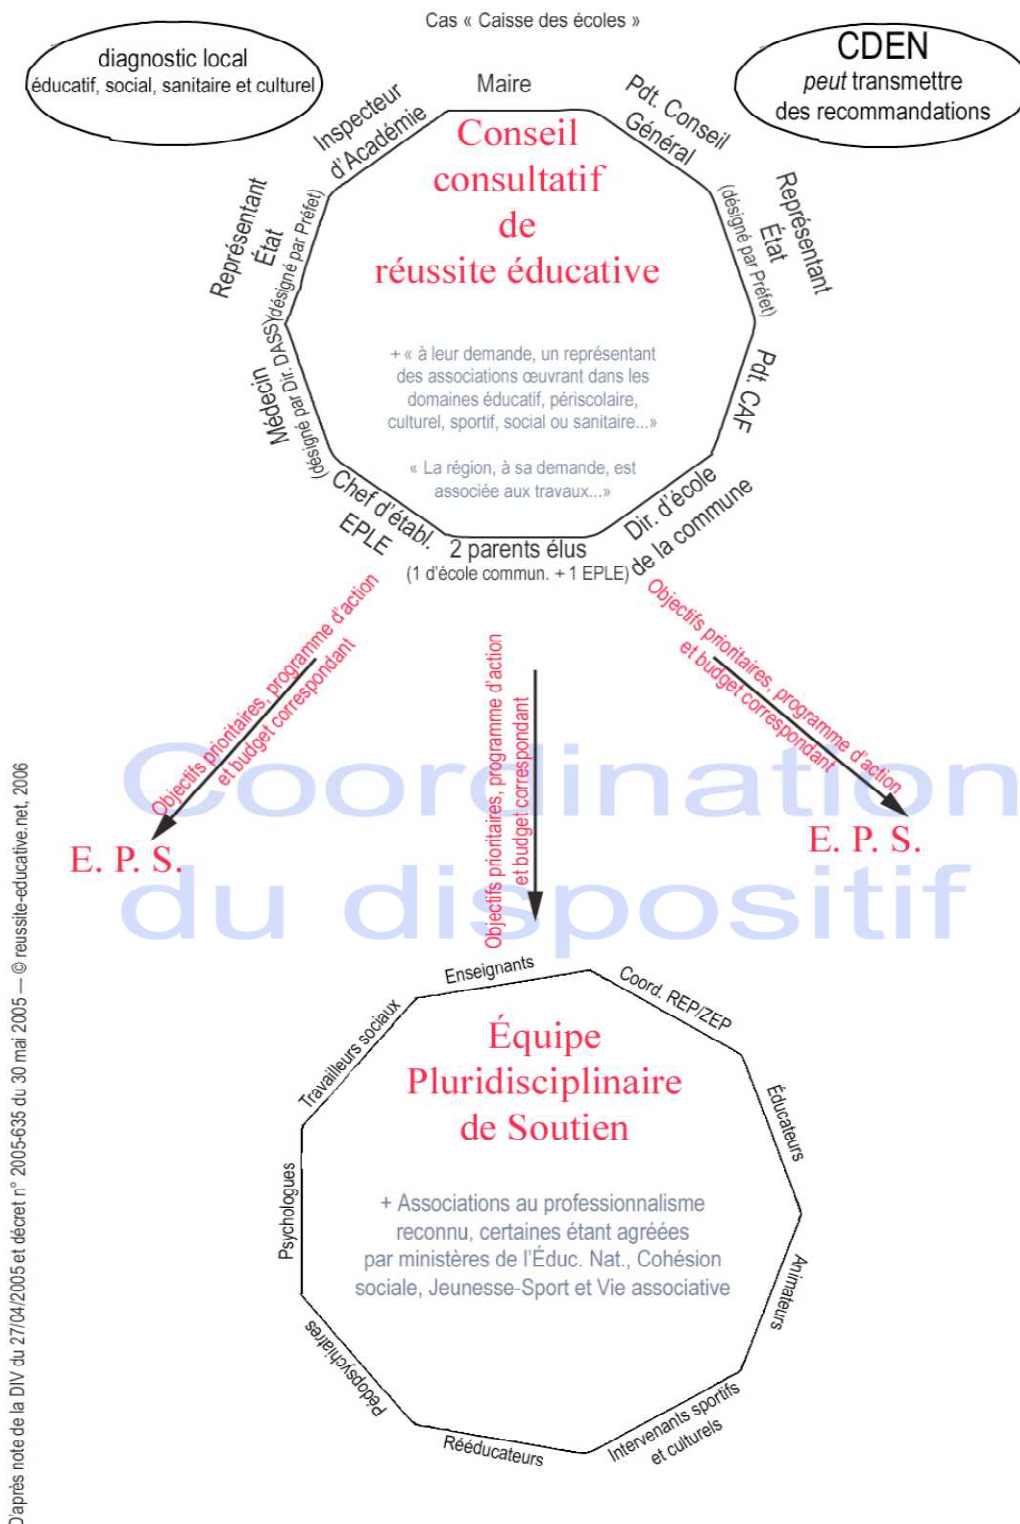 Cas « Caisse des écoles »
diagnostic local
éducatif, social, sanitaire et culturel
CDEN
peut transmettre
des recommandations
Maire
Pdt. Conseil
Général
Représentant
État
(désigné par Préfet)
Pdt. CAF
Dir. d'école
de la commune
2 parents élus
(1 d'école commun. + 1 EPLE)
Chef d'établ.
EPLE
Médecin
(désigné par Dir. DASS)
Représentant
État
(désigné par Préfet)
Inspecteur
d'Académie
Conseil
consultatif
de
réussite éducative
+ « à leur demande, un représentant
des associations œuvrant dans les
domaines éducatif, périscolaire,
culturel, sportif, social ou sanitaire...»
« La région, à sa demande, est
associée aux travaux...»
Objectifs prioritaires, programme d'action
et budget correspondant
Objectifs prioritaires, programme d'action
et budget correspondant
Objectifs prioritaires, programme d'action
et budget correspondant
Coordination
du dispositif
E. P. S.
E. P. S.
Enseignants
Coord. REP/ZEP
Éducateurs
Animateurs
Intervenants sportifs
et culturels
Rééducateurs
Pédopsychiatres
Psychologues
Travailleurs sociaux
Équipe
Pluridisciplinaire
de Soutien
+ Associations au professionnalisme
reconnu, certaines étant agréées
par ministères de l'Éduc. Nat., Cohésion
sociale, Jeunesse-Sport et Vie associative
D'après note de la DIV du 27/04/2005 et décret n° 2005-635 du 30 mai 2005 — © reussite-educative.net, 2006